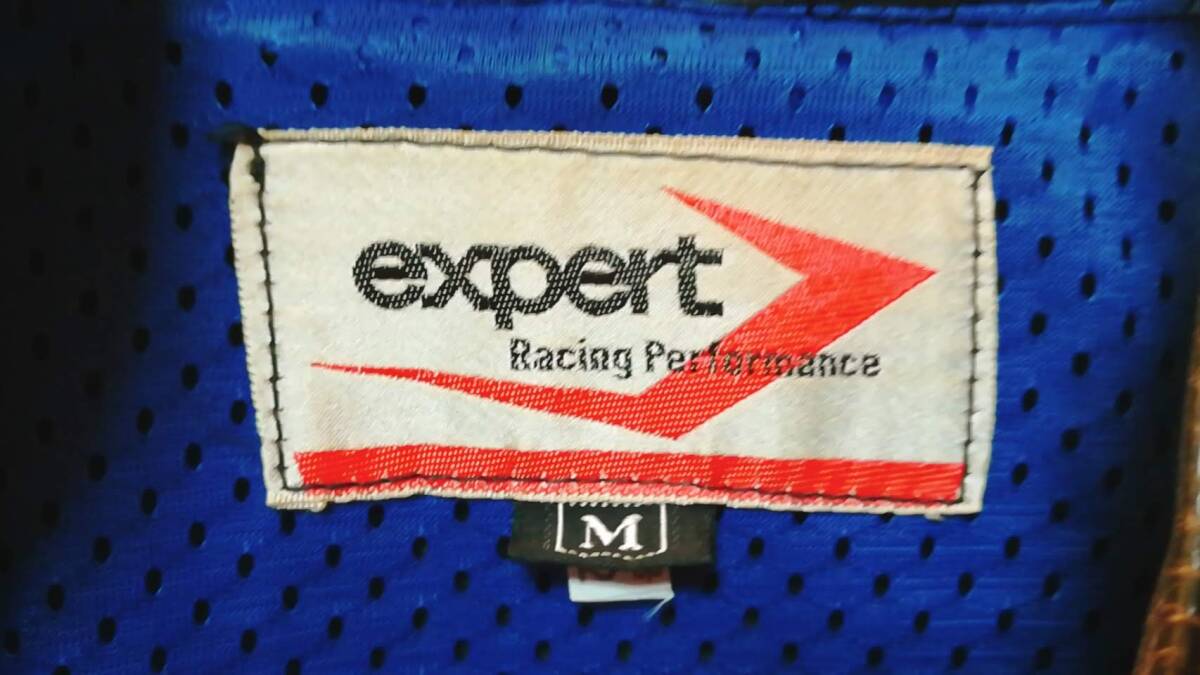 expert
Racing Performance
M